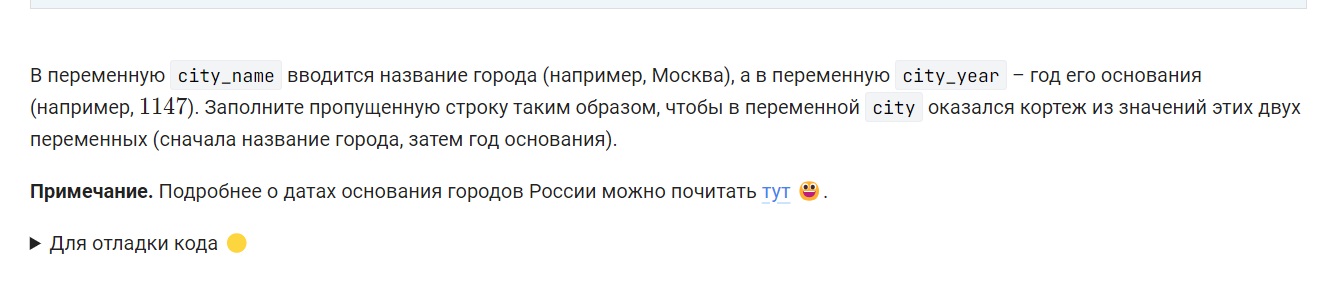 В переменную city_name вводится название города (например, Москва), а в переменную city_year – год его основания
(например, 1147). Заполните пропущенную строку таким образом, чтобы в переменной city оказался кортеж из значений этих двух
переменных (сначала название города, затем год основания).
Примечание. Подробнее о датах основания городов России можно почитать тут 😀.
Для отладки кода 🟡